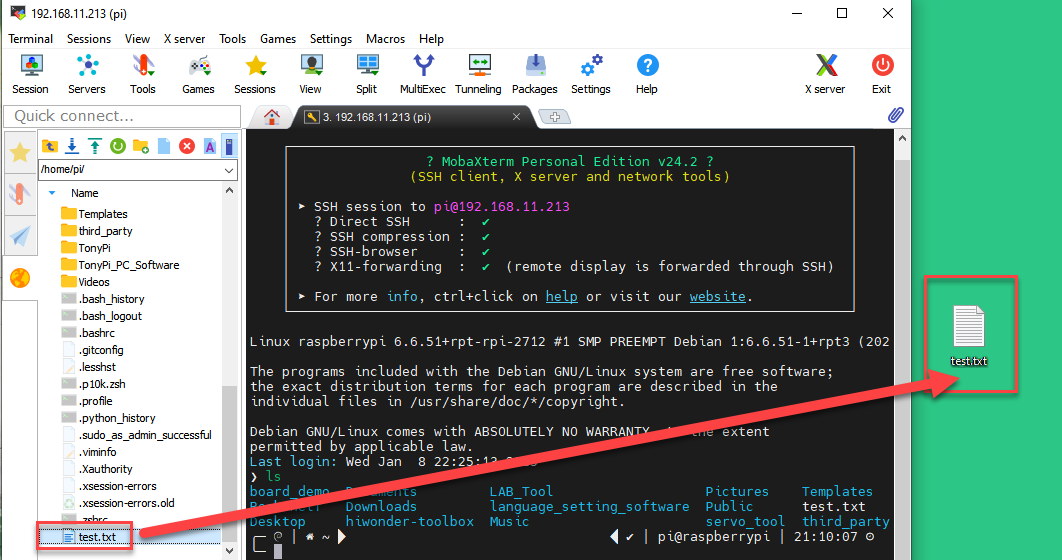 192.168.11.213 (pi)
Terminal Sessions View X server Tools Games Settings Macros Help
Session Servers Tools Games Sessions View Split MultiExec Tunneling Packages Settings Help X server Exit
Quick connect...
3. 192.168.11.213 (pi)
/home/pi/
Name
Templates
third_party
TonyPi
TonyPi_PC_Software
Videos
.bash_history
.bash_logout
.bashrc
.gitconfig
.lesshst
.p10k.zsh
.profile
.python_history
.sudo_as_admin_successful
.viminfo
.Xauthority
.xsession-errors
.xsession-errors.old
.zshrc
test.txt
? MobaXterm Personal Edition v24.2 ?
(SSH client, X server and network tools)
➤ SSH session to pi@192.168.11.213
? Direct SSH : ✔
? SSH compression : ✔
? SSH-browser : ✔
? X11-forwarding : ✔ (remote display is forwarded through SSH)
➤ For more info, ctrl+click on help or visit our website.
Linux raspberrypi 6.6.51+rpt-rpi-2712 #1 SMP PREEMPT Debian 1:6.6.51-1+rpt3 (202
The programs included with the Debian GNU/Linux system are free software;
the exact distribution terms for each program are described in the
individual files in /usr/share/doc/*/copyright.
Debian GNU/Linux comes with ABSOLUTELY NO WARRANTY, to the extent
permitted by applicable law.
Last login: Wed Jan 8 22:25:13
❯ ls
board_demo Documents LAB_Tool Pictures Templates
Downloads language_setting_software Public test.txt
Desktop hiwonder-toolbox Music servo_tool third_party
~ ✔ | pi@raspberrypi | 21:10:07
test.txt